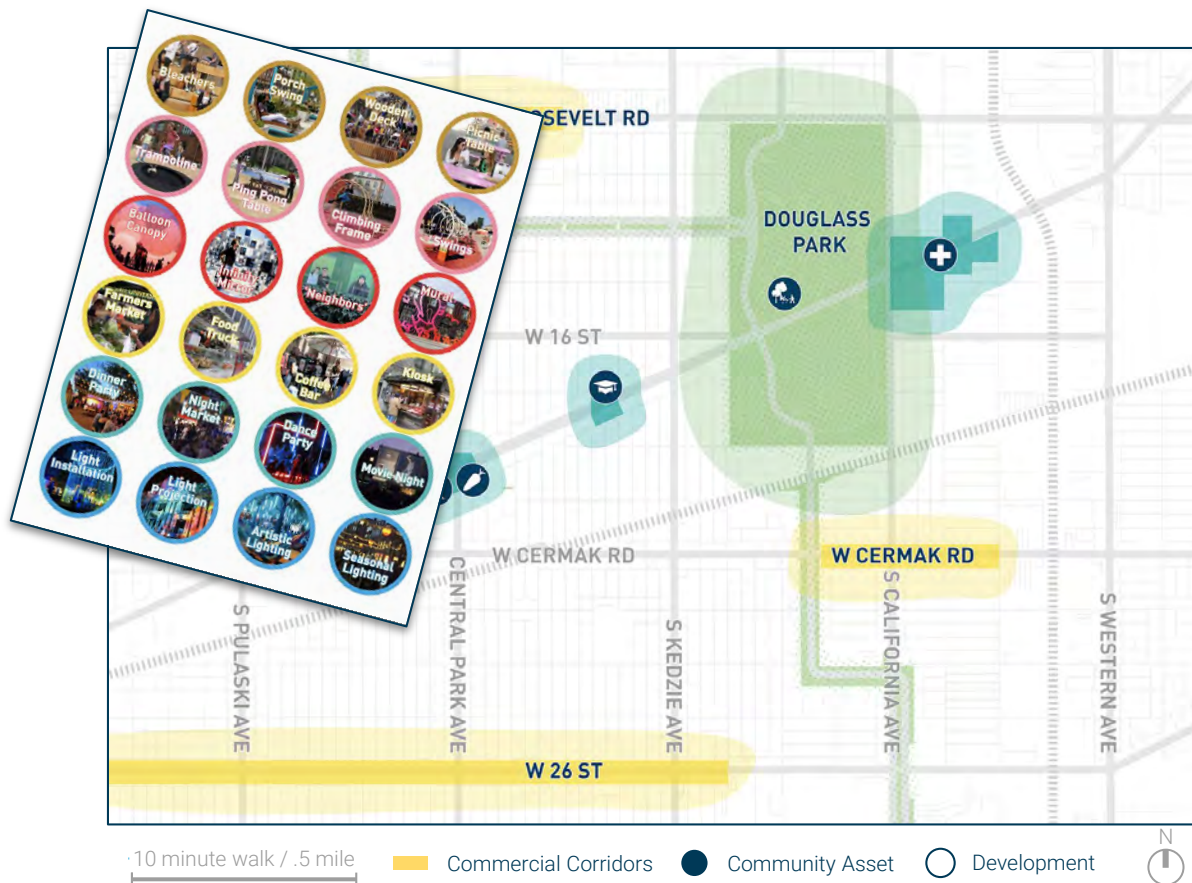 Bleachers
Porch
Swing
Wooden
Deck
Picnic
Table
Trampoline
Ping Pong
Table
Climbing
Frame
Swings
Balloon
Canopy
Infinity
Mirror
Neighbors'
Mural
Farmers
Market
Food
Truck
Coffee
Bar
Kiosk
Dinner
Party
Night
Market
Dance
Party
Movie Night
Light
Installation
Light
Projection
Artistic
Lighting
Seasonal
Lighting
OSEVELT RD
DOUGLASS
PARK
W 16 ST
W CERMAK RD
W CERMAK RD
S PULASKI AVE
CENTRAL PARK AVE
S KEDZIE AVE
S CALIFORNIA AVE
S WESTERN AVE
W 26 ST
10 minute walk / .5 mile
Commercial Corridors
Community Asset
Development
N